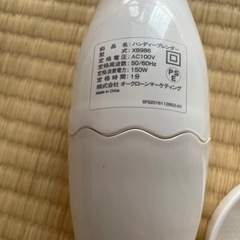 品名：ハンディーブレンダー
型式：XB986
定格電圧：AC100V
定格周波数：50/60Hz
定格消費電力：150W
定格時間：1分
株式会社 オークローンマーケティング
Made in China
PSE